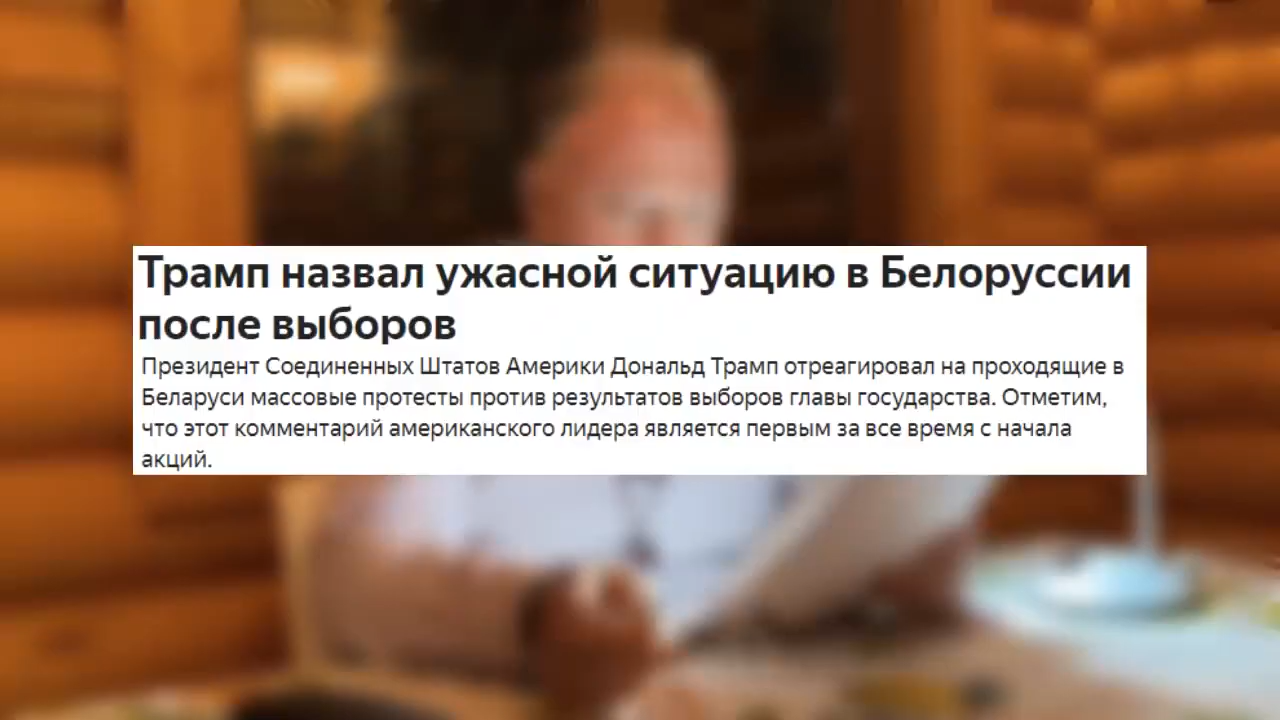 Трамп назвал ужасной ситуацию в Белоруссии
после выборов
Президент Соединенных Штатов Америки Дональд Трамп отреагировал на проходящие в
Беларуси массовые протесты против результатов выборов главы государства. Отметим,
что этот комментарий американского лидера является первым за все время с начала
акций.